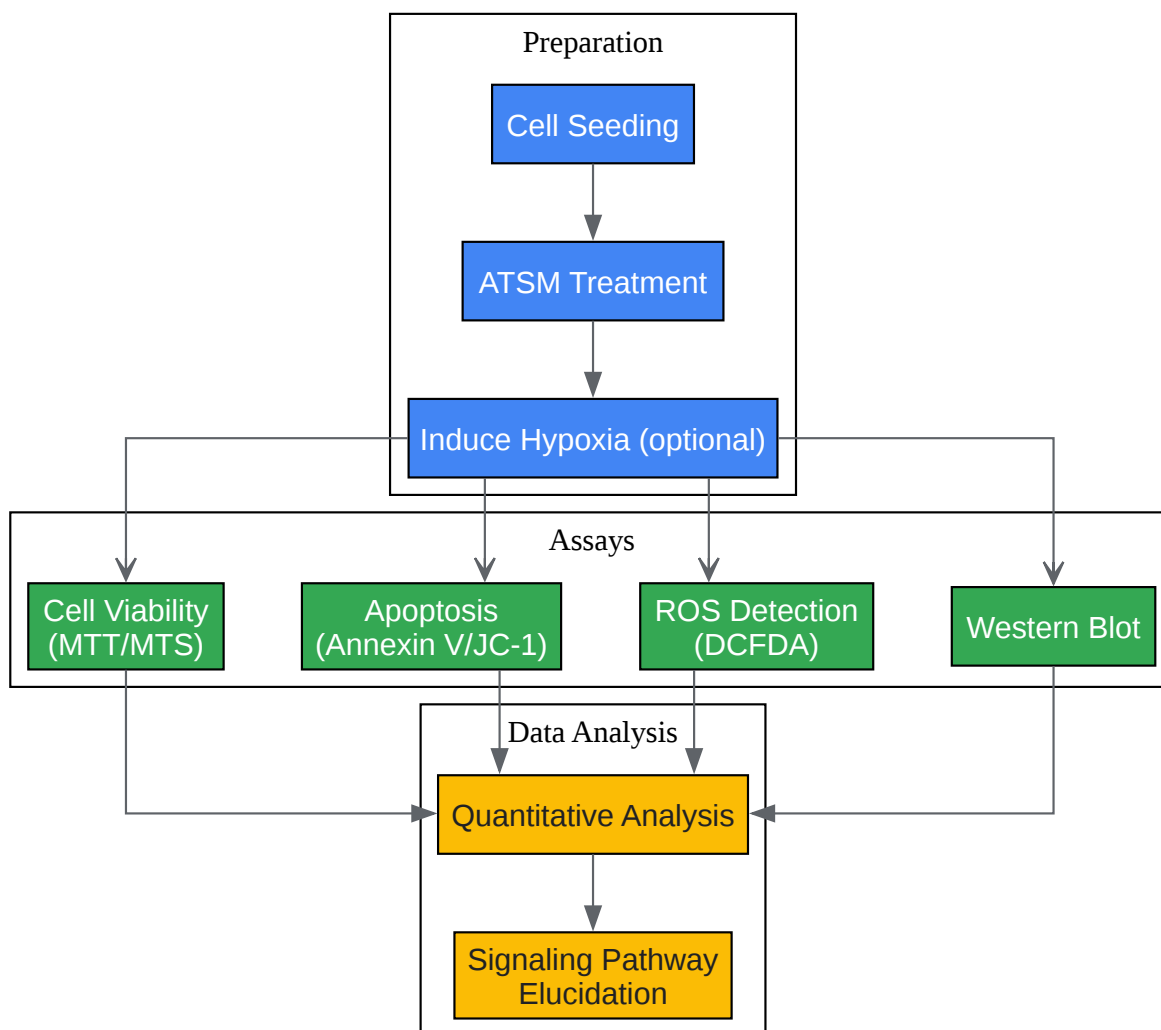 Preparation
Cell Seeding
ATSM Treatment
Induce Hypoxia (optional)
Assays
Cell Viability
(MTT/MTS)
Apoptosis
(Annexin V/JC-1)
ROS Detection
(DCFDA)
Western Blot
Data Analysis
Quantitative Analysis
Signaling Pathway
Elucidation